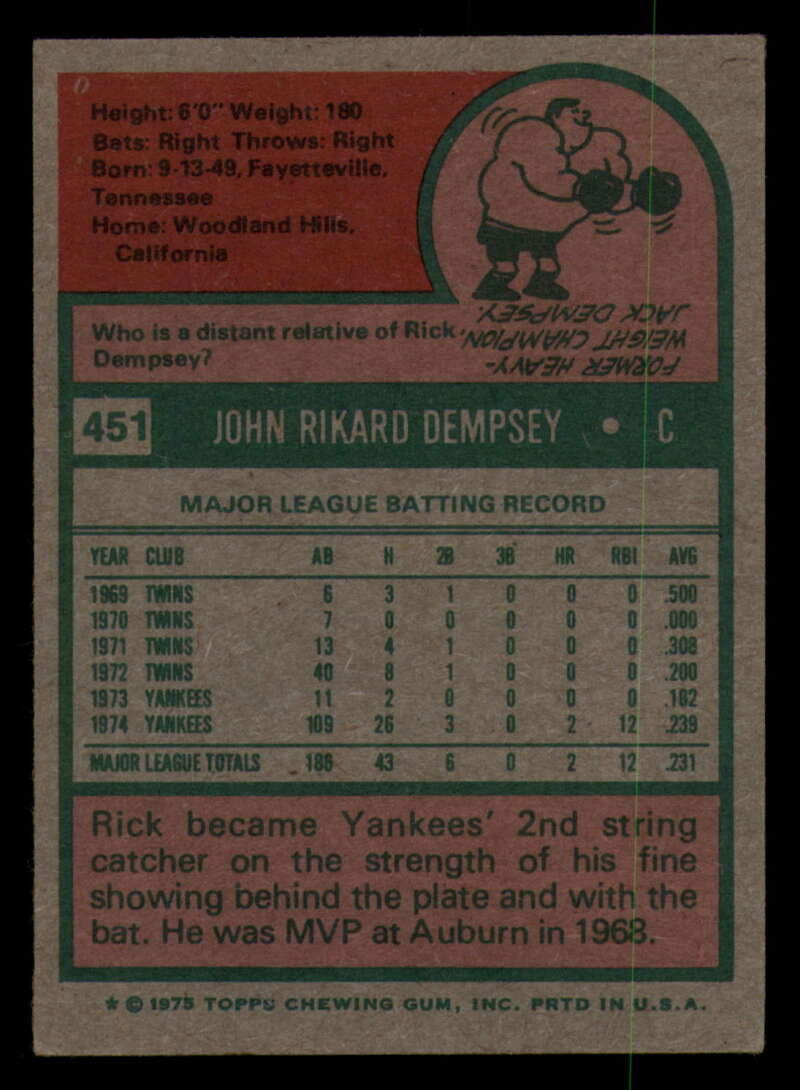 Height: 6'0" Weight: 180
Bats: Right Throws: Right
Born: 9-13-49, Fayetteville,
Tennessee
Home: Woodland Hills,
California
Who is a distant relative of Rick
Dempsey?
FORMER HEAVY-
WEIGHT CHAMPION,
JACK DEMPSEY.
451 JOHN RIKARD DEMPSEY • C
MAJOR LEAGUE BATTING RECORD
YEAR CLUB AB H 2B 3B HR RBI AVG
1969 TWINS 6 3 1 0 0 0 .500
1970 TWINS 7 0 0 0 0 0 .000
1971 TWINS 13 4 1 0 0 0 .308
1972 TWINS 40 8 1 0 0 0 .200
1973 YANKEES 11 2 0 0 0 0 .182
1974 YANKEES 109 26 3 0 2 12 .239
MAJOR LEAGUE TOTALS 186 43 6 0 2 12 .231
Rick became Yankees' 2nd string
catcher on the strength of his fine
showing behind the plate and with the
bat. He was MVP at Auburn in 1968.
★ © 1975 TOPPS CHEWING GUM, INC. PRTD IN U.S.A.